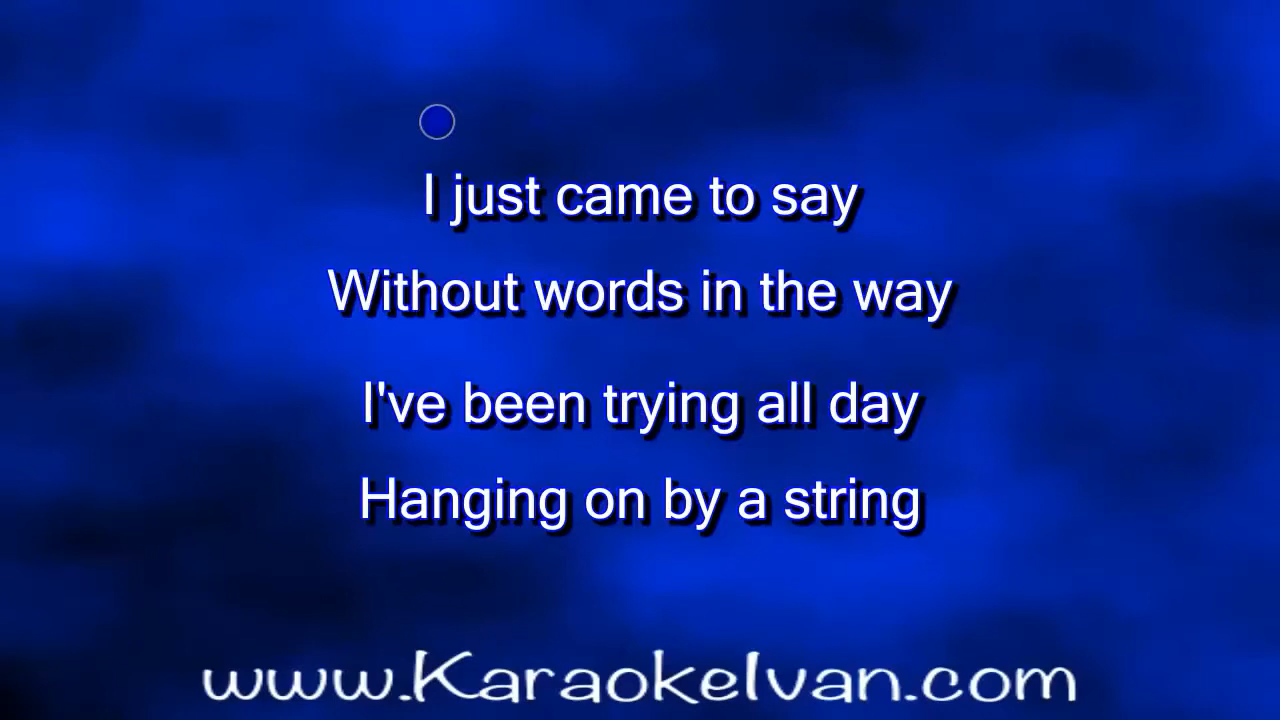 I just came to say
Without words in the way
I've been trying all day
Hanging on by a string
www.KaraokeIvan.com